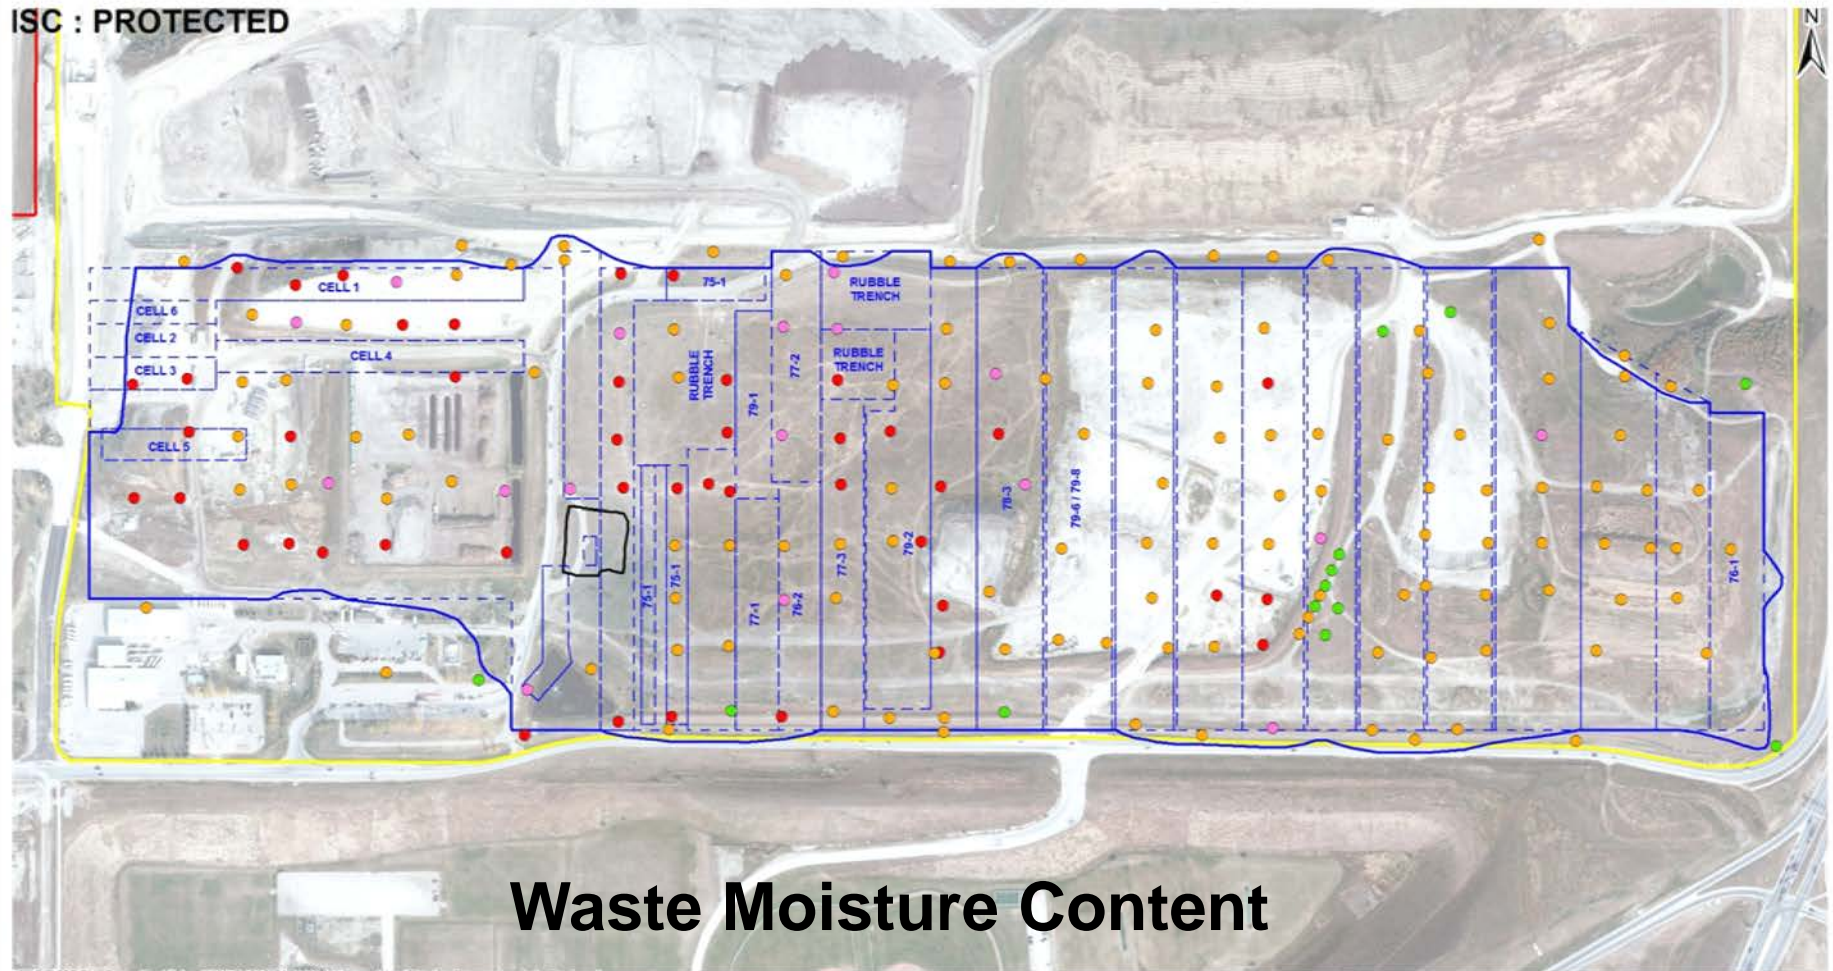 ISC : PROTECTED
N
CELL 1
75-1
RUBBLE
TRENCH
CELL 6
CELL 2
CELL 3
CELL 4
RUBBLE
TRENCH
77-2
RUBBLE
TRENCH
79-1
CELL 5
78-3
79-6 / 79-8
79-2
77-3
75-1
75-1
77-1
76-2
76-1
Waste Moisture Content